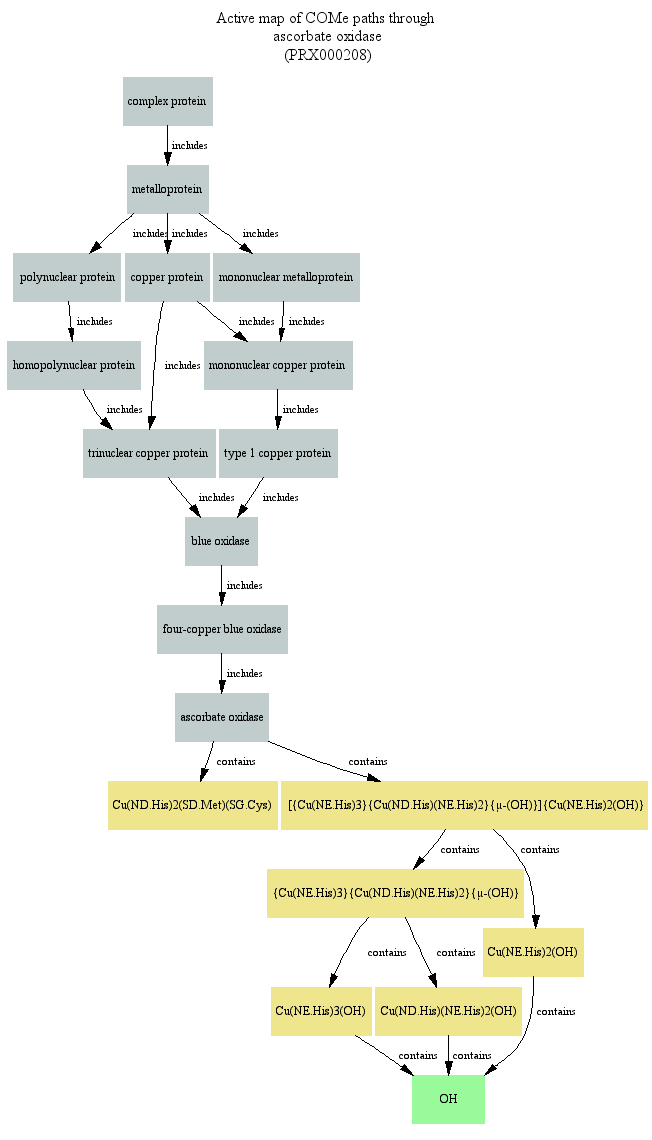 Active map of COMe paths through
ascorbate oxidase
(PRX000208)
complex protein
includes
metalloprotein
includes includes includes
polynuclear protein copper protein mononuclear metalloprotein
includes includes includes
homopolynuclear protein includes mononuclear copper protein
includes includes
trinuclear copper protein type 1 copper protein
includes includes
blue oxidase
includes
four-copper blue oxidase
includes
ascorbate oxidase
contains contains
Cu(ND.His)2(SD.Met)(SG.Cys) [{Cu(NE.His)3}{Cu(ND.His)(NE.His)2}{μ-(OH)}]{Cu(NE.His)2(OH)}
contains contains
{Cu(NE.His)3}{Cu(ND.His)(NE.His)2}{μ-(OH)}
contains contains Cu(NE.His)2(OH)
Cu(NE.His)3(OH) Cu(ND.His)(NE.His)2(OH) contains
contains contains
OH